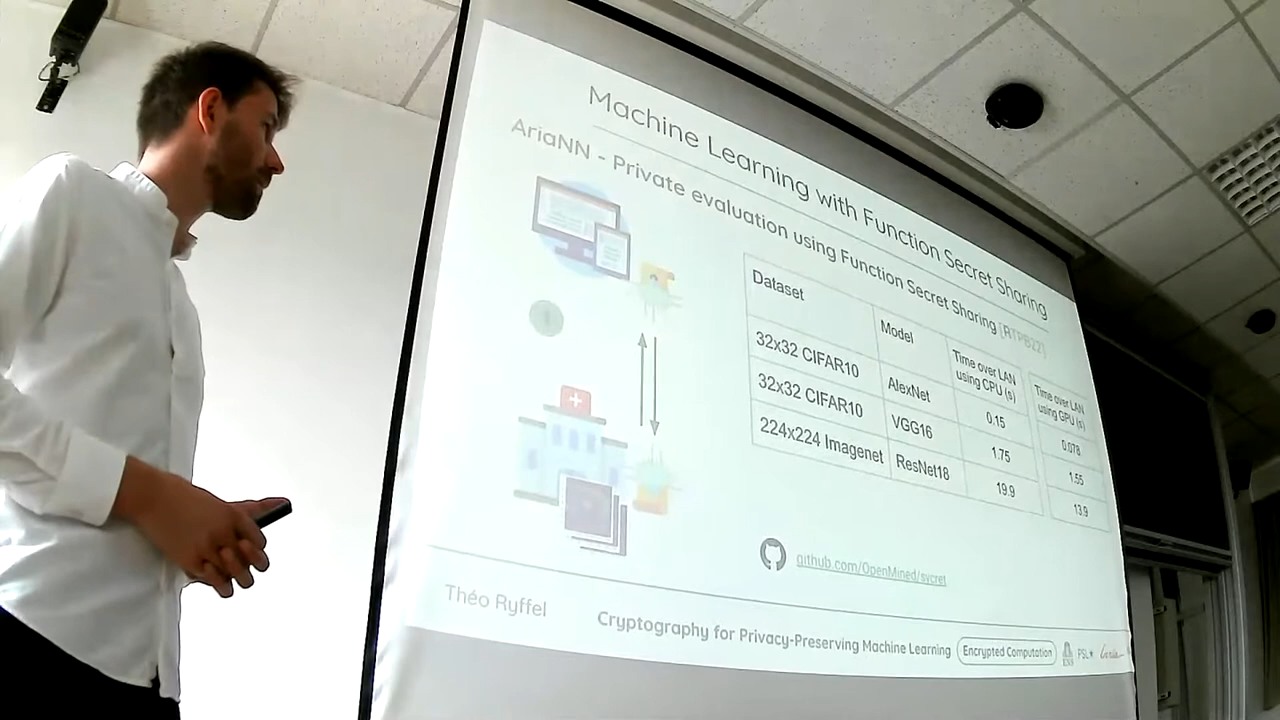 Machine Learning with Function Secret Sharing
AriaNN - Private evaluation using Function Secret Sharing [RTPB22]
Dataset
Model
Time over LAN
using CPU (s)
Time over LAN
using GPU (s)
32x32 CIFAR10
AlexNet
0.15
0.078
32x32 CIFAR10
VGG16
1.75
1.55
224x224 Imagenet
ResNet18
19.9
13.9
github.com/OpenMined/sycret
Théo Ryffel
Cryptography for Privacy-Preserving Machine Learning
Encrypted Computation
ENS
PSL★
Inria